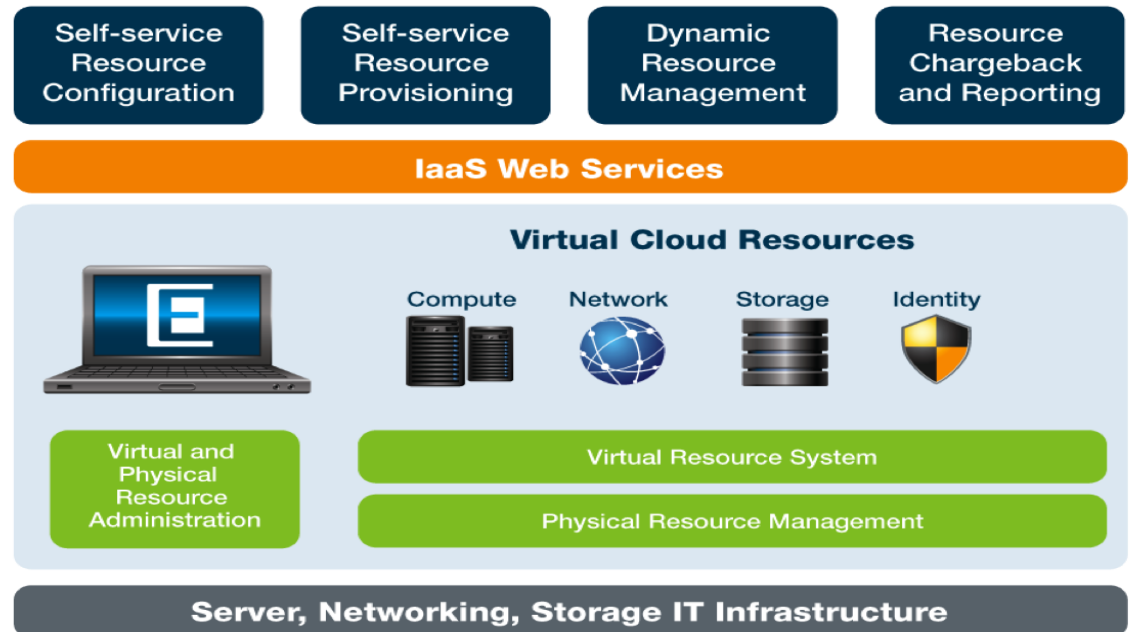 Self-service
Resource
Configuration
Self-service
Resource
Provisioning
Dynamic
Resource
Management
Resource
Chargeback
and Reporting
IaaS Web Services
Virtual Cloud Resources
Compute
Network
Storage
Identity
E
Virtual and
Physical
Resource
Administration
Virtual Resource System
Physical Resource Management
Server, Networking, Storage IT Infrastructure